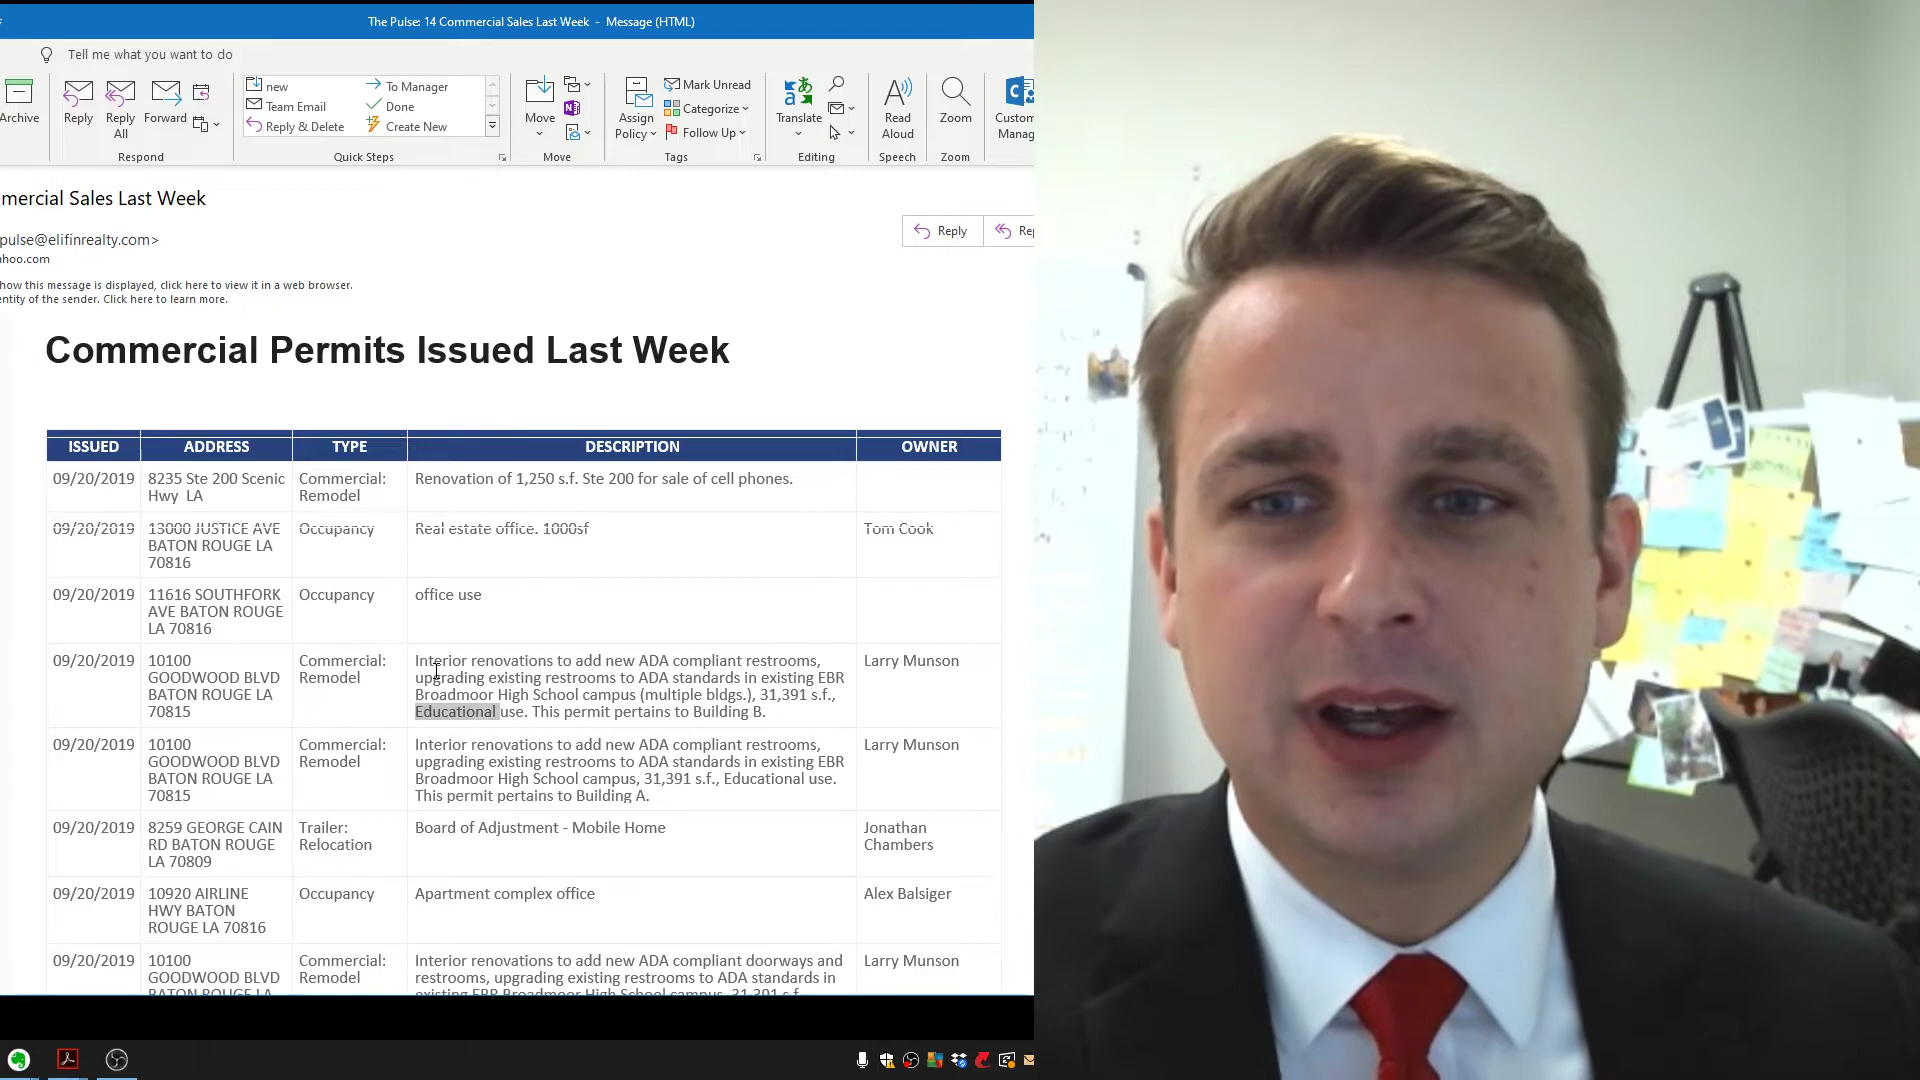 The Pulse: 14 Commercial Sales Last Week - Message (HTML)
Tell me what you want to do
Archive
Reply
Reply All
Forward
Respond
new
Team Email
Reply & Delete
To Manager
Done
Create New
Quick Steps
Move
Move
Assign Policy
Mark Unread
Categorize
Follow Up
Tags
Translate
Editing
Read Aloud
Speech
Zoom
Zoom
Custom
Manag
mercial Sales Last Week
Reply
Rep
pulse@elifinrealty.com>
ahoo.com
how this message is displayed, click here to view it in a web browser.
entity of the sender. Click here to learn more.
Commercial Permits Issued Last Week
ISSUED ADDRESS TYPE DESCRIPTION OWNER
09/20/2019 8235 Ste 200 Scenic Commercial: Renovation of 1,250 s.f. Ste 200 for sale of cell phones.
Hwy LA Remodel
09/20/2019 13000 JUSTICE AVE Occupancy Real estate office. 1000sf Tom Cook
BATON ROUGE LA
70816
09/20/2019 11616 SOUTHFORK Occupancy office use
AVE BATON ROUGE
LA 70816
09/20/2019 10100 Commercial: Interior renovations to add new ADA compliant restrooms, Larry Munson
GOODWOOD BLVD Remodel upgrading existing restrooms to ADA standards in existing EBR
BATON ROUGE LA Broadmoor High School campus (multiple bldgs.), 31,391 s.f.,
70815 Educational use. This permit pertains to Building B.
09/20/2019 10100 Commercial: Interior renovations to add new ADA compliant restrooms, Larry Munson
GOODWOOD BLVD Remodel upgrading existing restrooms to ADA standards in existing EBR
BATON ROUGE LA Broadmoor High School campus, 31,391 s.f., Educational use.
70815 This permit pertains to Building A.
09/20/2019 8259 GEORGE CAIN Trailer: Board of Adjustment - Mobile Home Jonathan
RD BATON ROUGE Relocation Chambers
LA 70809
09/20/2019 10920 AIRLINE Occupancy Apartment complex office Alex Balsiger
HWY BATON
ROUGE LA 70816
09/20/2019 10100 Commercial: Interior renovations to add new ADA compliant doorways and Larry Munson
GOODWOOD BLVD Remodel restrooms, upgrading existing restrooms to ADA standards in
BATON ROUGE LA existing EBR Broadmoor High School campus, 31,391 s.f.,